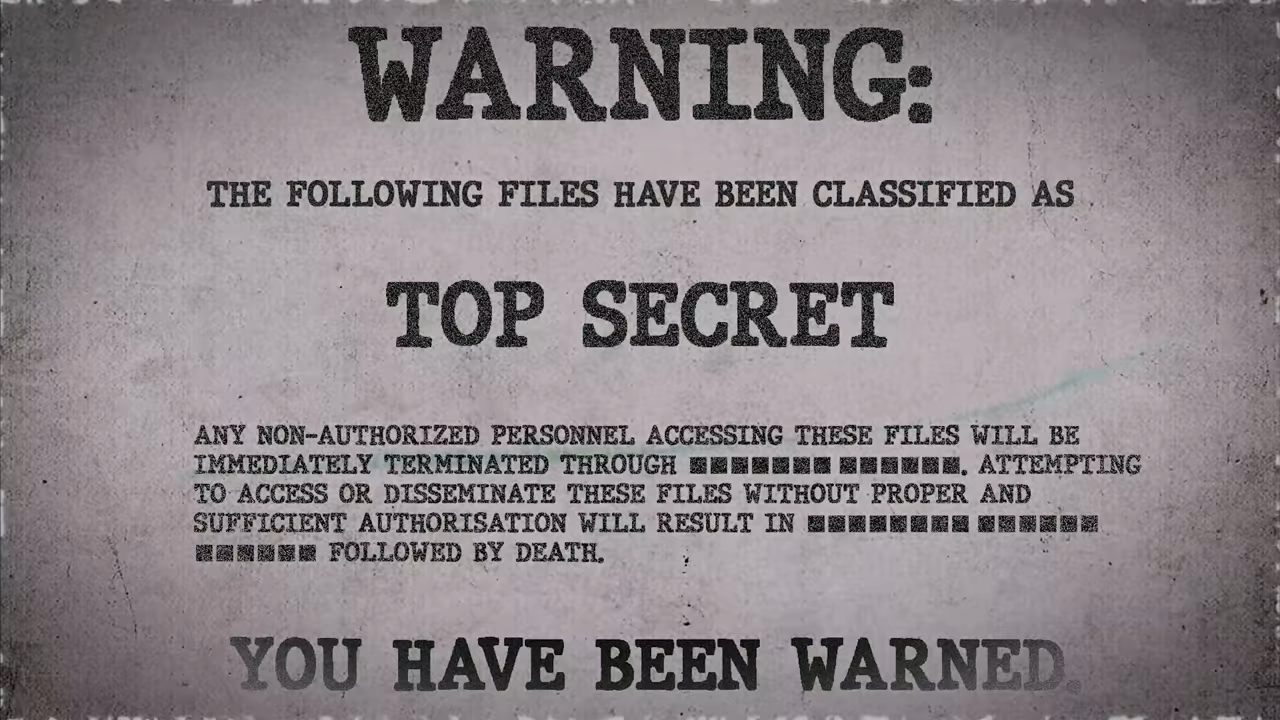 WARNING:
THE FOLLOWING FILES HAVE BEEN CLASSIFIED AS
TOP SECRET
ANY NON-AUTHORIZED PERSONNEL ACCESSING THESE FILES WILL BE
IMMEDIATELY TERMINATED THROUGH ■■■■■■■ ■■■■■■. ATTEMPTING
TO ACCESS OR DISSEMINATE THESE FILES WITHOUT PROPER AND
SUFFICIENT AUTHORISATION WILL RESULT IN ■■■■■■■■ ■■■■■■
■■■■■■ FOLLOWED BY DEATH.
YOU HAVE BEEN WARNED.